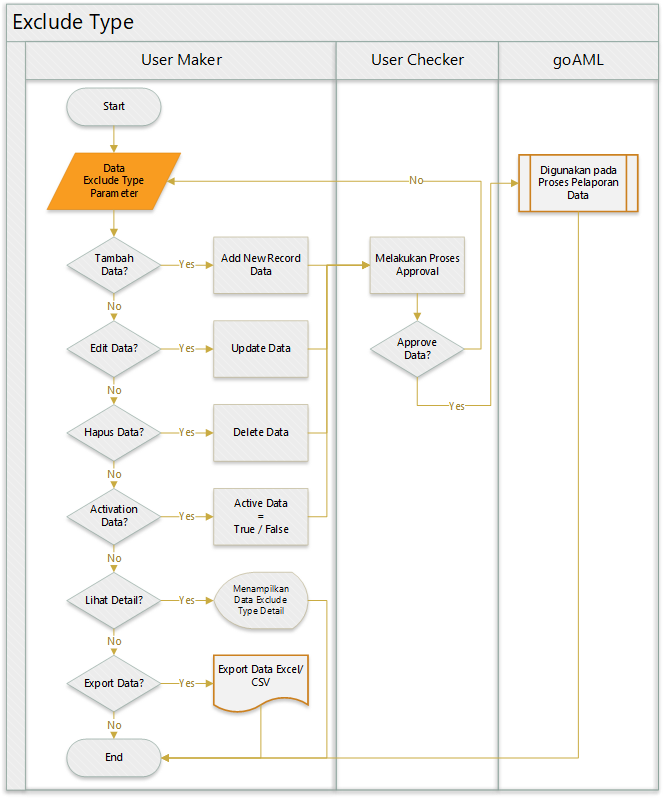 Exclude Type
User Maker
User Checker
goAML
Start
Data
Exclude Type
Parameter
No
Digunakan pada
Proses Pelaporan
Data
Tambah
Data?
Yes
Add New Record
Data
Melakukan Proses
Approval
No
Edit Data?
Yes
Update Data
Approve
Data?
No
Yes
Hapus Data?
Yes
Delete Data
No
Activation
Data?
Yes
Active Data
=
True / False
No
Lihat Detail?
Yes
Menampilkan
Data Exclude
Type Detail
No
Export Data?
Yes
Export Data Excel/
CSV
No
End